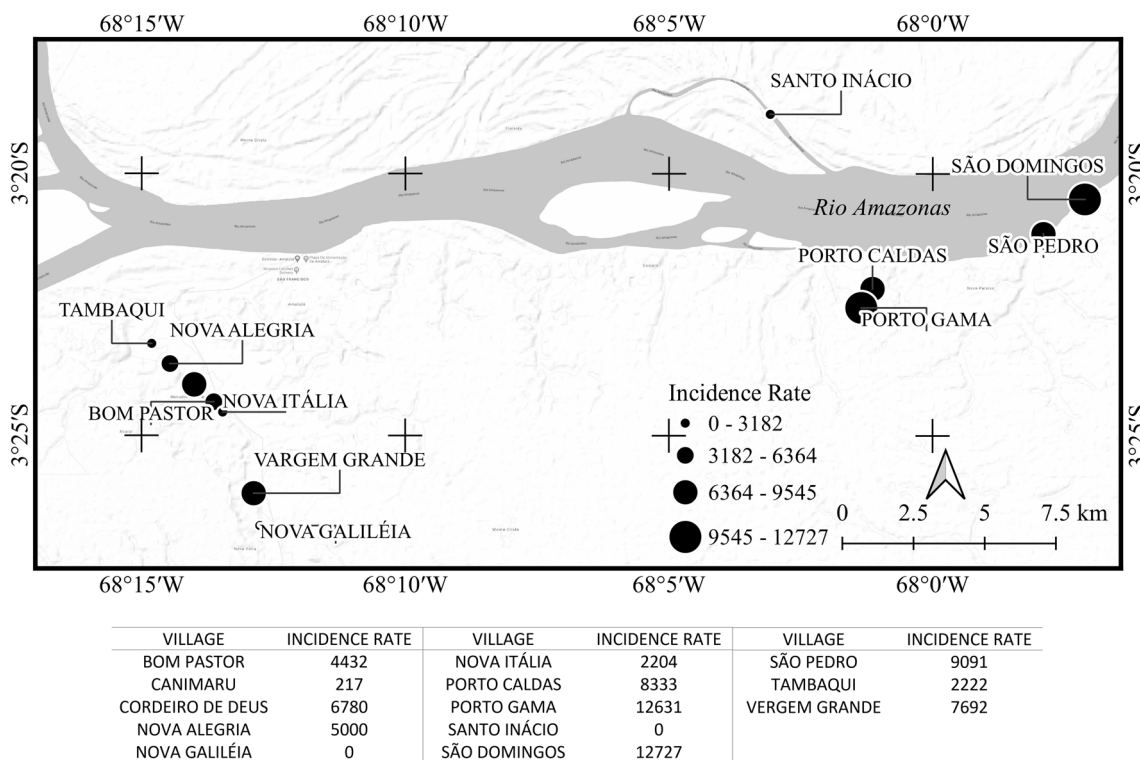 68°15′W 68°10′W 68°5′W 68°0′W
SANTO INÁCIO
3°20′S 3°20′S
SÃO DOMINGOS
Rio Amazonas
SÃO PEDRO
PORTO CALDAS
TAMBAQUI
PORTO GAMA
NOVA ALEGRIA
BOM PASTOR NOVA ITÁLIA
Incidence Rate
0 - 3182
3°25′S 3°25′S
3182 - 6364
VARGEM GRANDE
6364 - 9545
0 2.5 5 7.5 km
NOVA GALILÉIA
9545 - 12727
68°15′W 68°10′W 68°5′W 68°0′W
VILLAGE INCIDENCE RATE VILLAGE INCIDENCE RATE VILLAGE INCIDENCE RATE
BOM PASTOR 4432 NOVA ITÁLIA 2204 SÃO PEDRO 9091
CANIMARU 217 PORTO CALDAS 8333 TAMBAQUI 2222
CORDEIRO DE DEUS 6780 PORTO GAMA 12631 VERGEM GRANDE 7692
NOVA ALEGRIA 5000 SANTO INÁCIO 0
NOVA GALILÉIA 0 SÃO DOMINGOS 12727